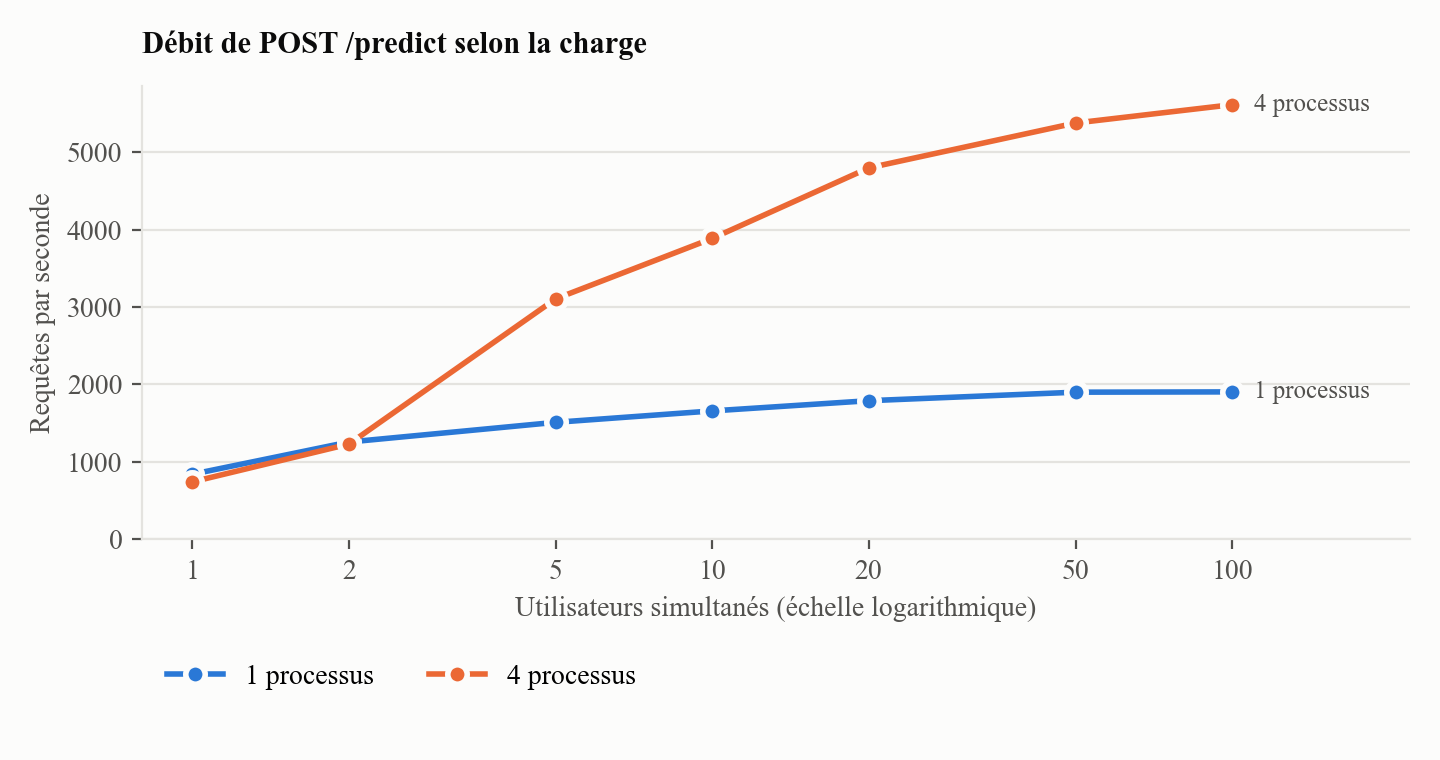 Débit de POST /predict selon la charge
4 processus
5000
4000
3000
2000
1000
0
Requêtes par seconde
1 processus
1 2 5 10 20 50 100
Utilisateurs simultanés (échelle logarithmique)
1 processus 4 processus